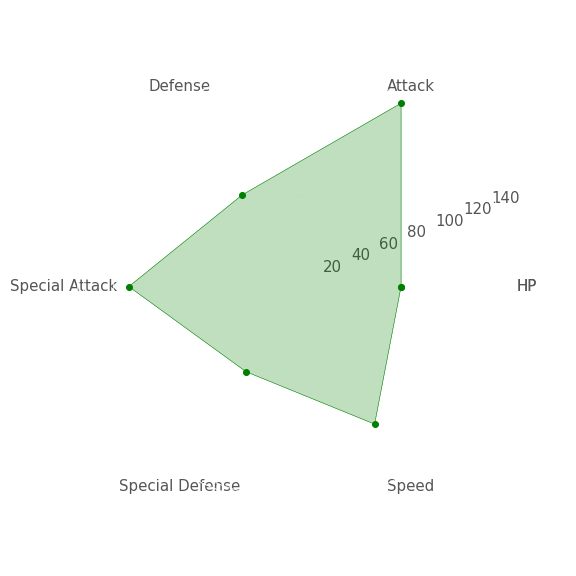 Defense
Attack
140
120
100
80
60
40
20
Special Attack
HP
Special Defense
Speed